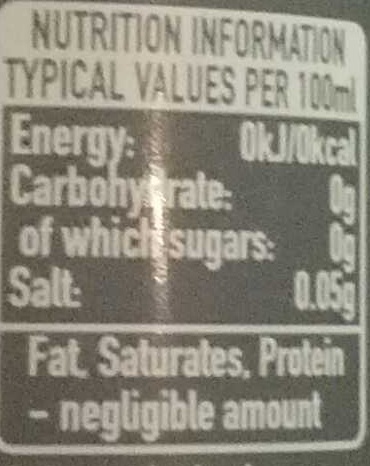 NUTRITION INFORMATION
TYPICAL VALUES PER 100ml
Energy: 0kJ/0kcal
Carbohydrate: 0g
of which sugars: 0g
Salt: 0.05g
Fat, Saturates, Protein
- negligible amount